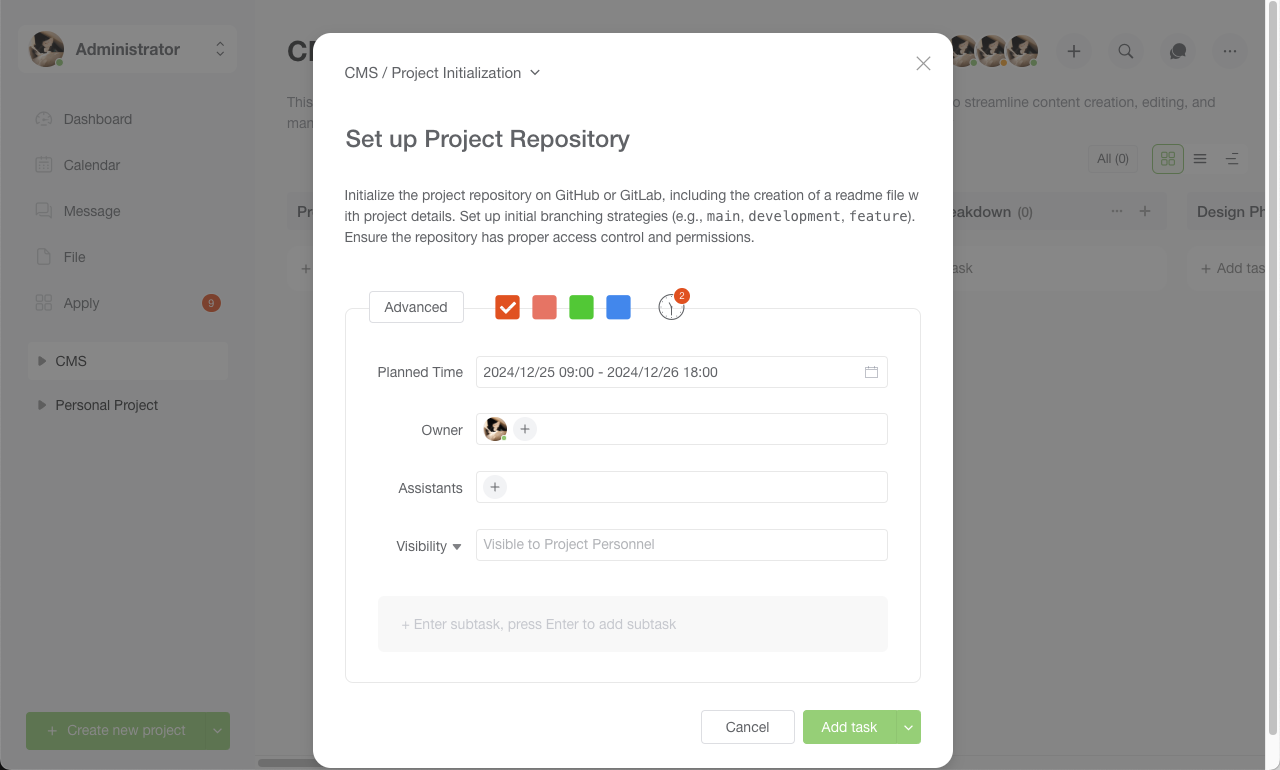 Administrator
Dashboard
Calendar
Message
File
Apply
9
CMS
Personal Project
+ Create new project
This
o streamline content creation, editing, and
All (0)
eakdown (0)
Design Ph
+
ask
+ Add tas
CMS / Project Initialization
Set up Project Repository
Initialize the project repository on GitHub or GitLab, including the creation of a readme file w
ith project details. Set up initial branching strategies (e.g., main, development, feature).
Ensure the repository has proper access control and permissions.
Advanced
2
Planned Time
2024/12/25 09:00 - 2024/12/26 18:00
Owner
Assistants
Visibility
Visible to Project Personnel
+ Enter subtask, press Enter to add subtask
Cancel
Add task